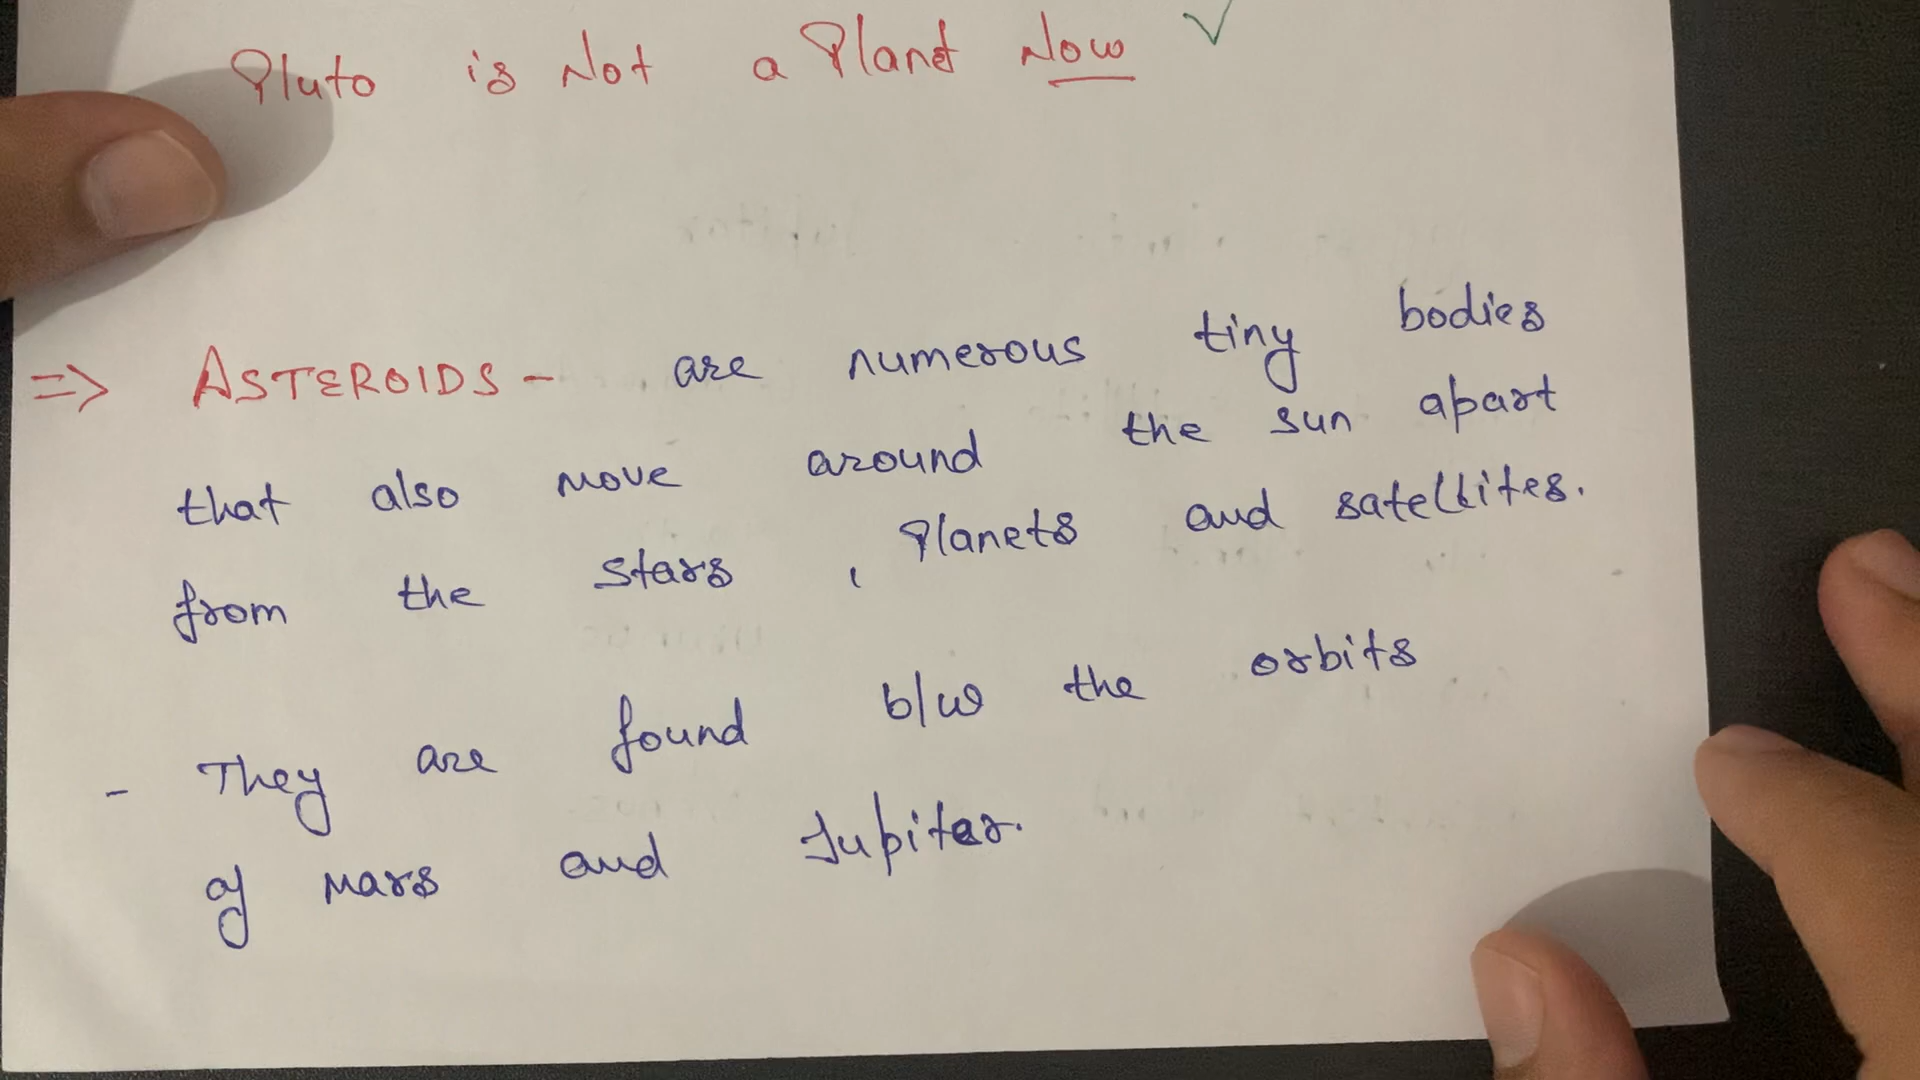 Pluto is Not a Planet Now ✓
=> ASTEROIDS - are numerous tiny bodies
that also move around the sun apart
from the stars, Planets and satellites.
- They are found b/w the orbits
of Mars and Jupiter.